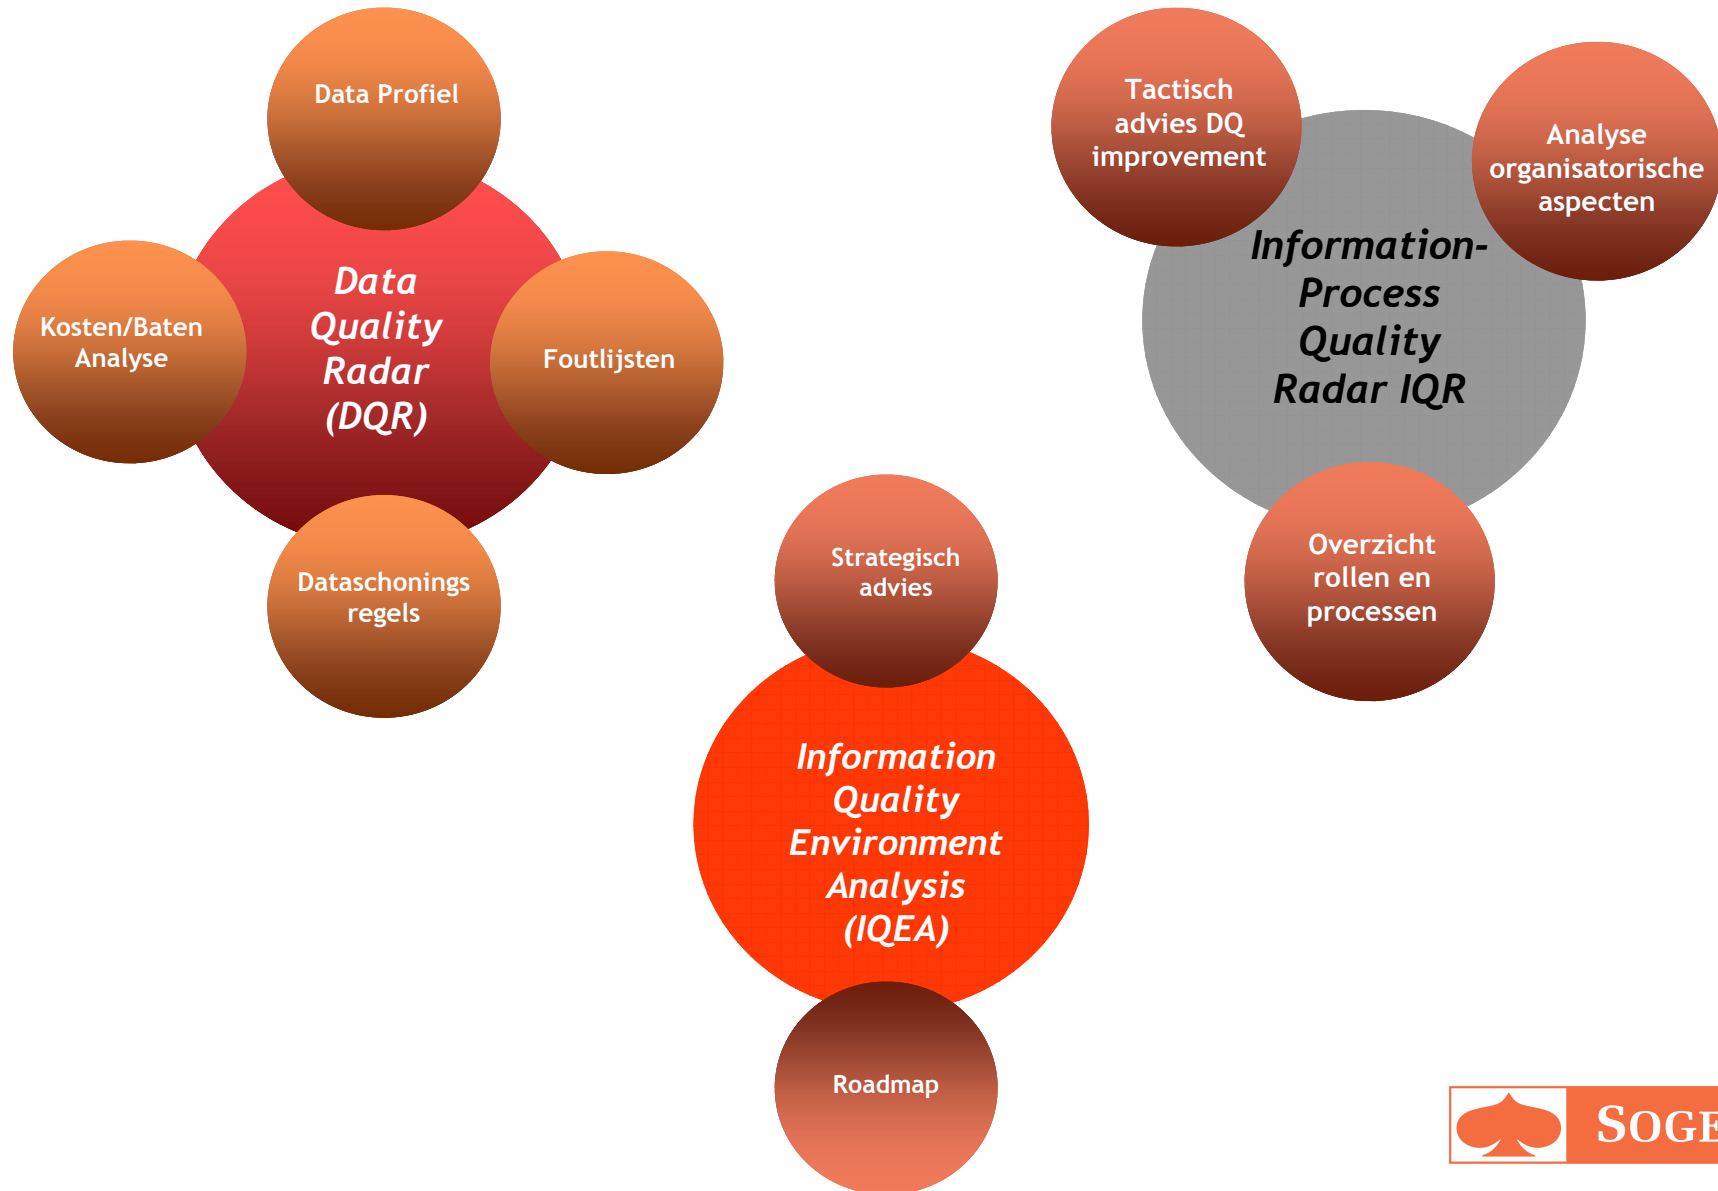 Data Profiel
Kosten/Baten
Analyse
Data
Quality
Radar
(DQR)
Foutlijsten
Dataschonings
regels
Tactisch
advies DQ
improvement
Analyse
organisatorische
aspecten
Information-
Process
Quality
Radar IQR
Overzicht
rollen en
processen
Strategisch
advies
Information
Quality
Environment
Analysis
(IQEA)
Roadmap
SOGE